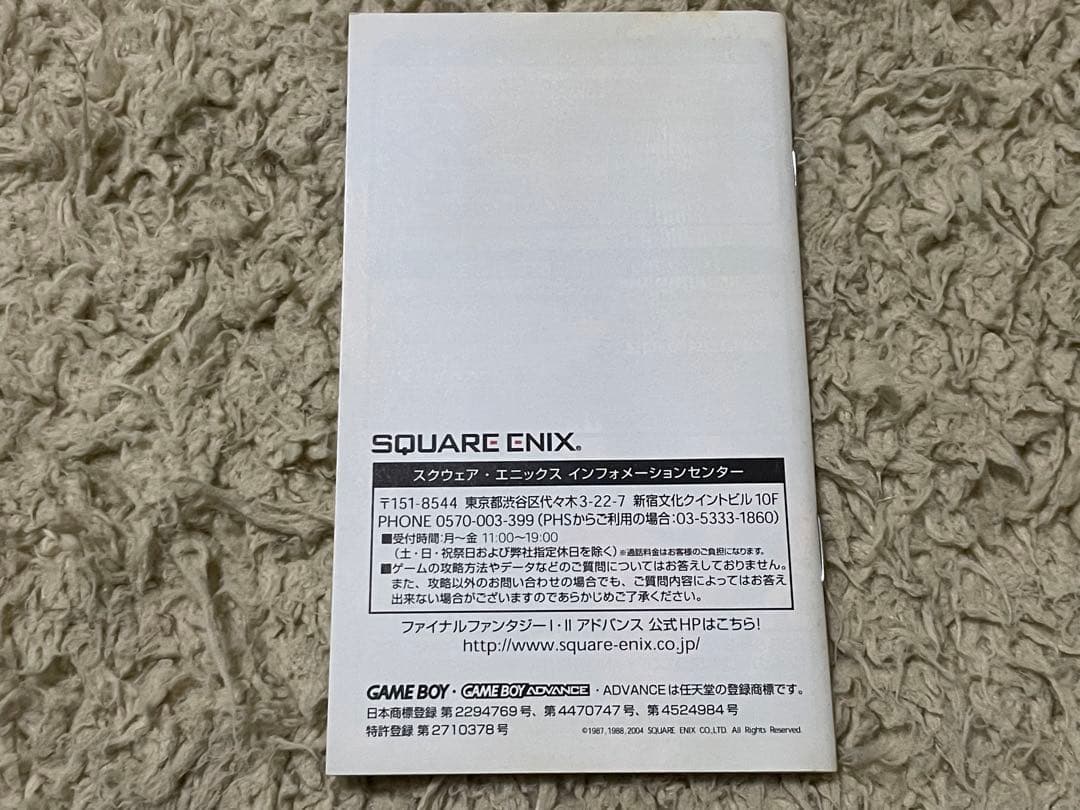 SQUARE ENIX®
スクウェア・エニックス インフォメーションセンター
〒151-8544 東京都渋谷区代々木3-22-7 新宿文化クイントビル 10F
PHONE 0570-003-399(PHSからご利用の場合:03-5333-1860)
■受付時間:月〜金 11:00〜19:00
(土・日・祝祭日および弊社指定休日を除く)※通話料金はお客様のご負担になります。
■ゲームの攻略方法やデータなどのご質問についてはお答えしておりません。
また、攻略以外のお問い合わせの場合でも、ご質問内容によってはお答え
出来ない場合がございますのであらかじめご了承ください。
ファイナルファンタジーI・II アドバンス 公式HPはこちら!
http://www.square-enix.co.jp/
GAME BOY・GAME BOY ADVANCE・ADVANCEは任天堂の登録商標です。
日本商標登録 第2294769号、第4470747号、第4524984号
特許登録 第2710378号
©1987,1988,2004 SQUARE ENIX CO.,LTD. All Rights Reserved.